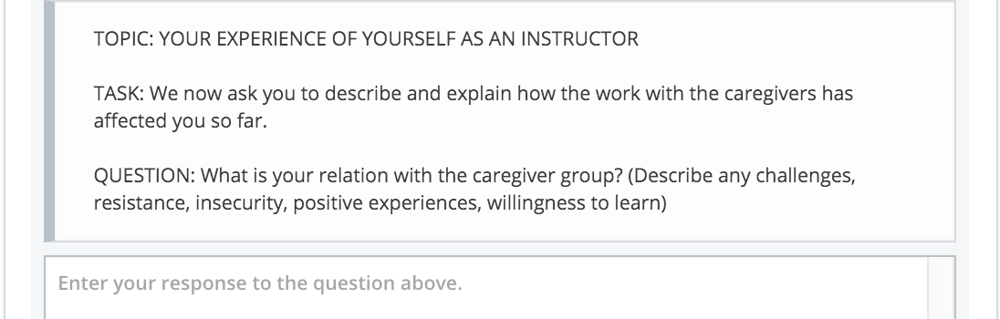 TOPIC: YOUR EXPERIENCE OF YOURSELF AS AN INSTRUCTOR
TASK: We now ask you to describe and explain how the work with the caregivers has
affected you so far.
QUESTION: What is your relation with the caregiver group? (Describe any challenges,
resistance, insecurity, positive experiences, willingness to learn)
Enter your response to the question above.